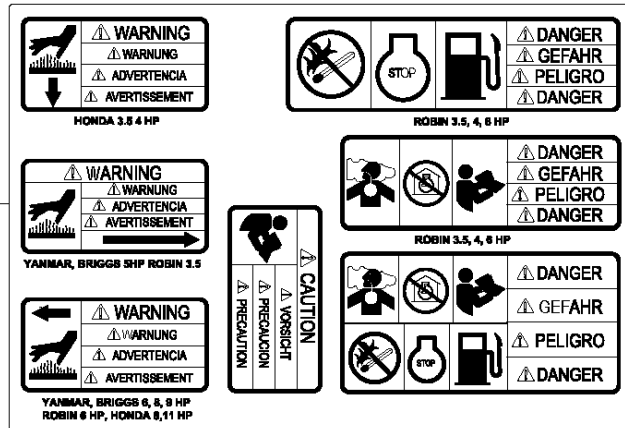 WARNING
WARNUNG
ADVERTENCIA
AVERTISSEMENT
HONDA 3.5 4 HP
STOP
DANGER
GEFAHR
PELIGRO
DANGER
ROBIN 3.5, 4, 6 HP
WARNING
WARNUNG
ADVERTENCIA
AVERTISSEMENT
YANMAR, BRIGGS 5HP ROBIN 3.5
DANGER
GEFAHR
PELIGRO
DANGER
ROBIN 3.5, 4, 6 HP
CAUTION
VORSICHT
PRECAUCION
PRECAUTION
WARNING
WARNUNG
ADVERTENCIA
AVERTISSEMENT
YANMAR, BRIGGS 6, 8, 9 HP
ROBIN 6 HP, HONDA 8,11 HP
DANGER
GEFAHR
PELIGRO
DANGER
STOP